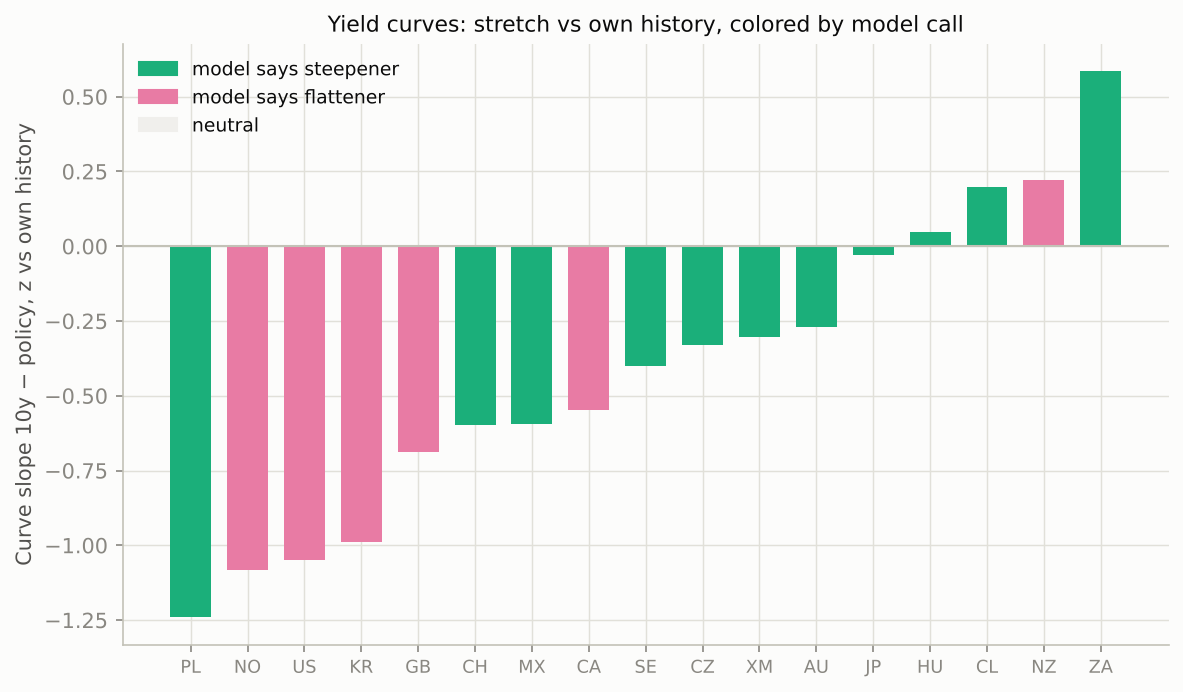 Yield curves: stretch vs own history, colored by model call
model says steepener
model says flattener
neutral
Curve slope 10y − policy, z vs own history
0.50
0.25
0.00
−0.25
−0.50
−0.75
−1.00
−1.25
PL NO US KR GB CH MX CA SE CZ XM AU JP HU CL NZ ZA